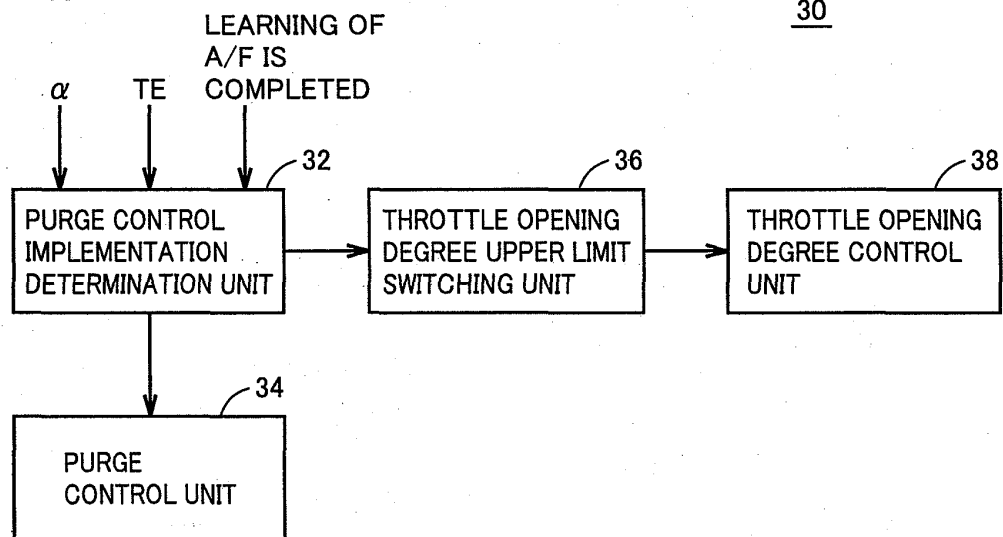 30
LEARNING OF
A/F IS
COMPLETED
α
TE
32
36
38
PURGE CONTROL
IMPLEMENTATION
DETERMINATION UNIT
THROTTLE OPENING
DEGREE UPPER LIMIT
SWITCHING UNIT
THROTTLE OPENING
DEGREE CONTROL
UNIT
34
PURGE
CONTROL UNIT